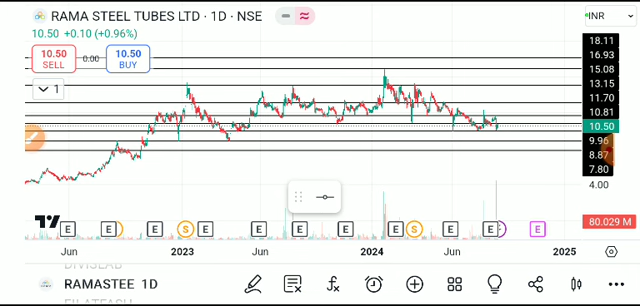 RAMA STEEL TUBES LTD · 1D · NSE
INR
10.50 +0.10 (+0.96%)
10.50 SELL
0.00
10.50 BUY
1
18.11
16.93
15.08
13.15
11.70
10.81
10.50
9.96
8.87
7.80
4.00
80.029 M
E E E S E E E E E S E E E
Jun 2023 Jun 2024 Jun 2025
DIVISLAB
RAMASTEE 1D